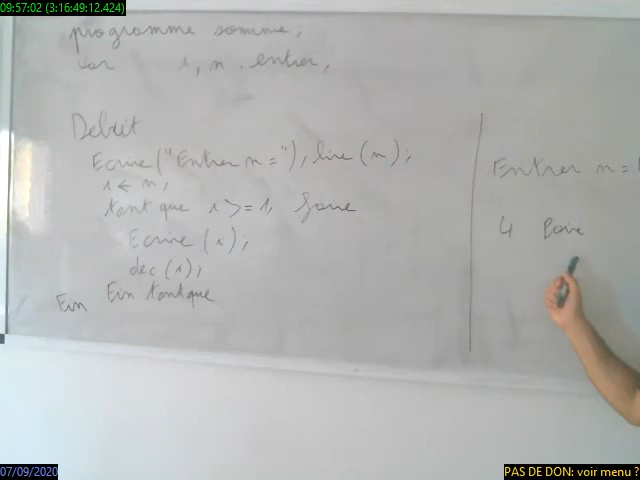 09:57:02 (3:16:49:12.424)
programme somme;
var i, n : entier,
Debut
Ecrire ("Entrer n ="), lire (n);
i ← n,
tant que i >= 1, faire
Ecrire (i),
dec (i),
Fin tantque
Fin
Entrer n =
4
07/09/2020
PAS DE DON: voir menu ?